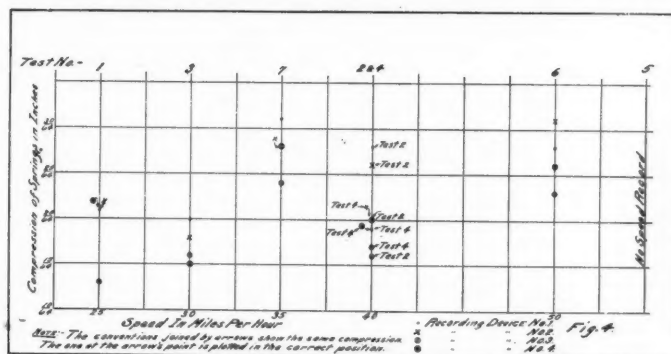 Test No.- 1 3 7 2&4 6 5
Compression of Springs in Inches
Test 2
Test 2
Test 4
Test 2
Test 4
Test 4
Test 4
Test 2
No Speed Record
25 30 35 40 50
Speed In Miles Per Hour
· Recording Device No.1.
x " " No.2.
" " No.3.
" " No.4.
Fig. 4.
Note:- The conventions joined by arrows show the same compression.
The one at the arrow's point is plotted in the correct position.